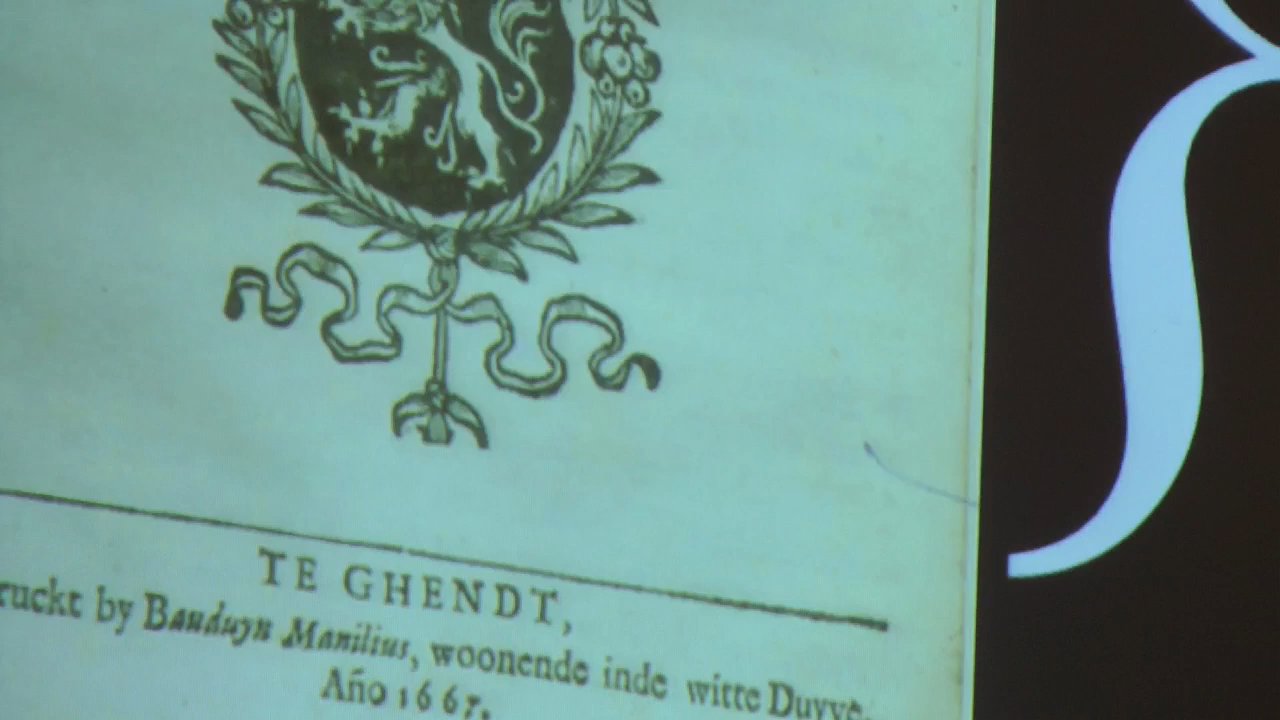 TE GHENDT,
ruckt by Bauduyn Manilius, woonende inde witte Duyve.
Año 1667.